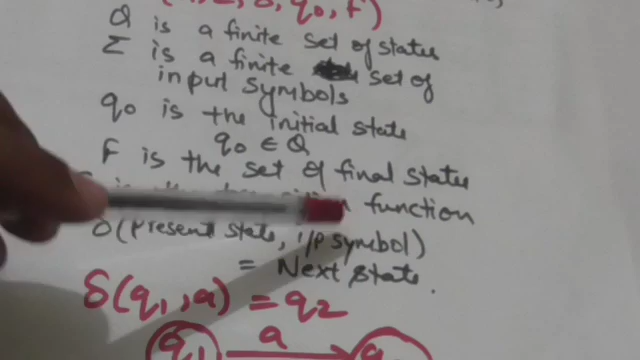 Σ, δ, q0, F)
Q is a finite set of states
Σ is a finite set of
input symbols
q0 is the initial state
q0 ∈ Q
F is the set of final states
function
δ(Present state, i/p symbol)
= Next state.
δ(q1, a) = q2
q1 a